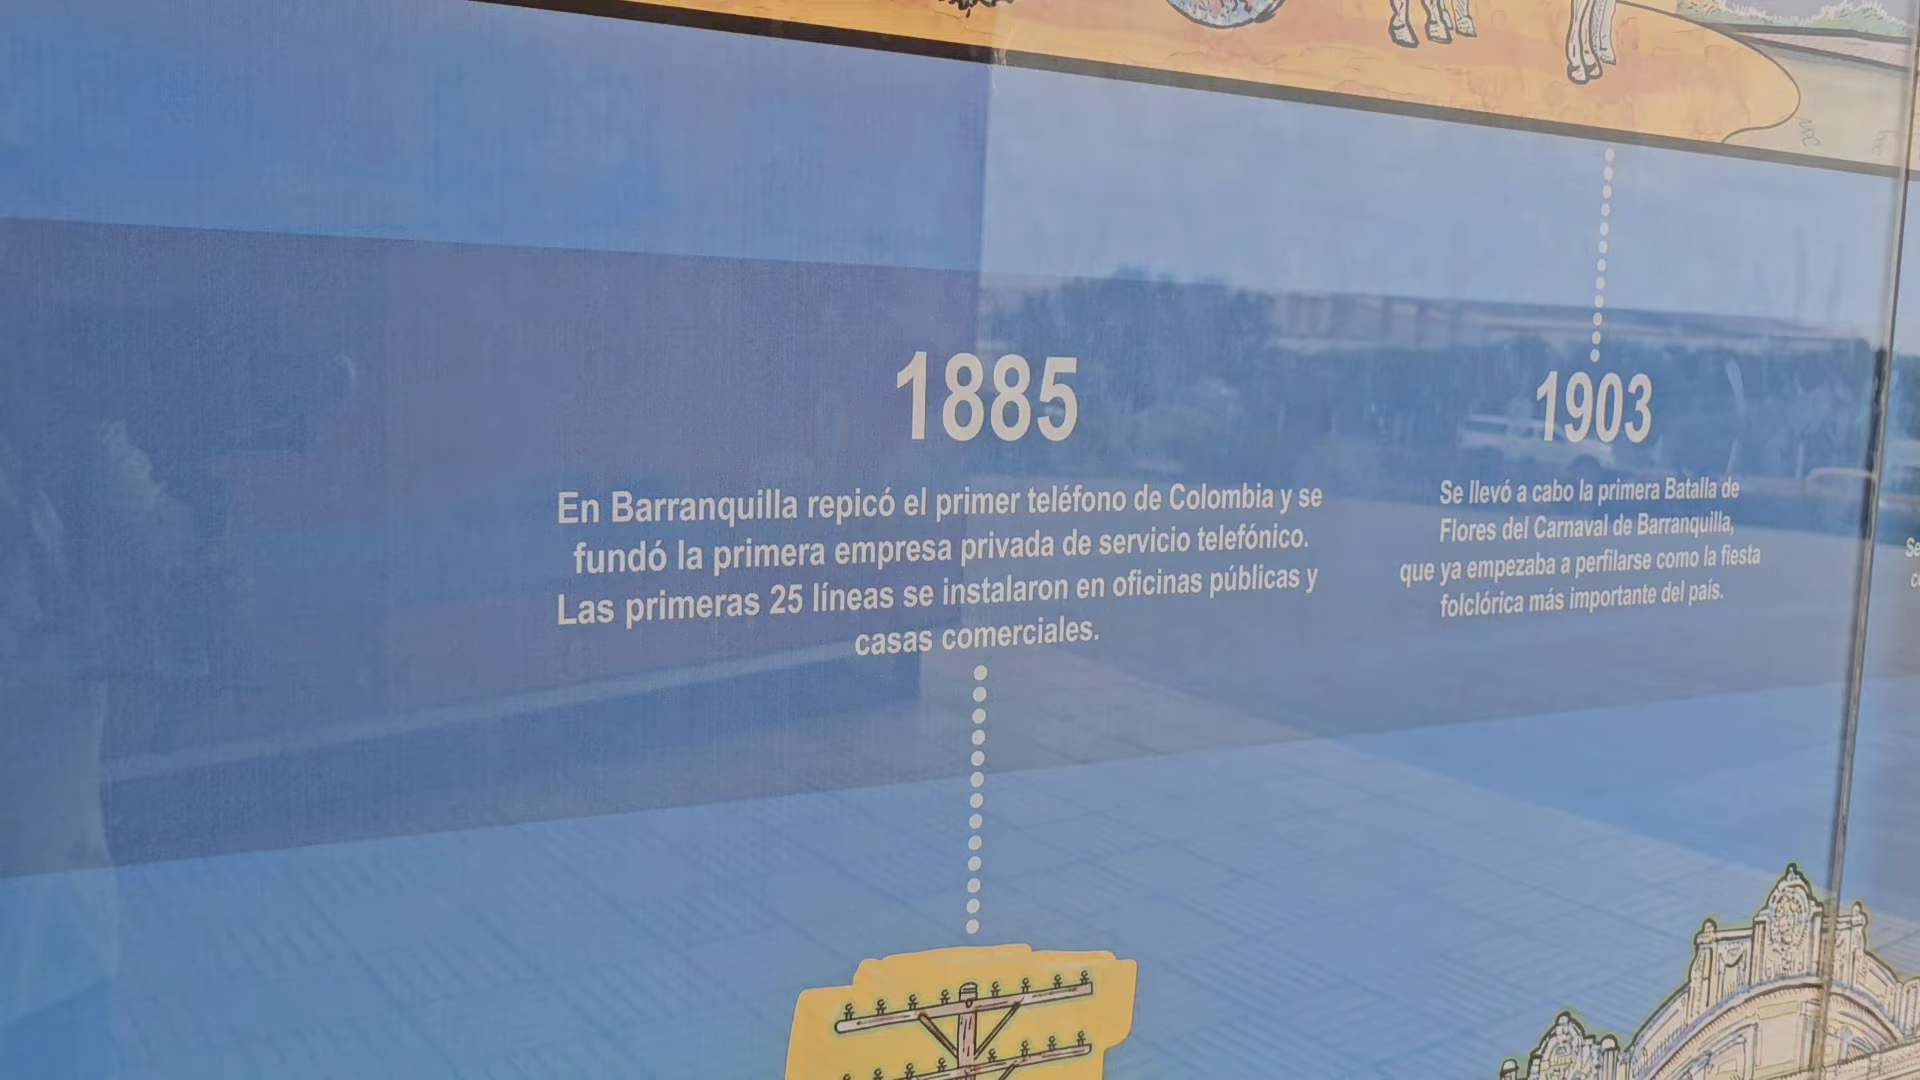 1885
En Barranquilla repicó el primer teléfono de Colombia y se
fundó la primera empresa privada de servicio telefónico.
Las primeras 25 líneas se instalaron en oficinas públicas y
casas comerciales.
1903
Se llevó a cabo la primera Batalla de
Flores del Carnaval de Barranquilla,
que ya empezaba a perfilarse como la fiesta
folclórica más importante del país.